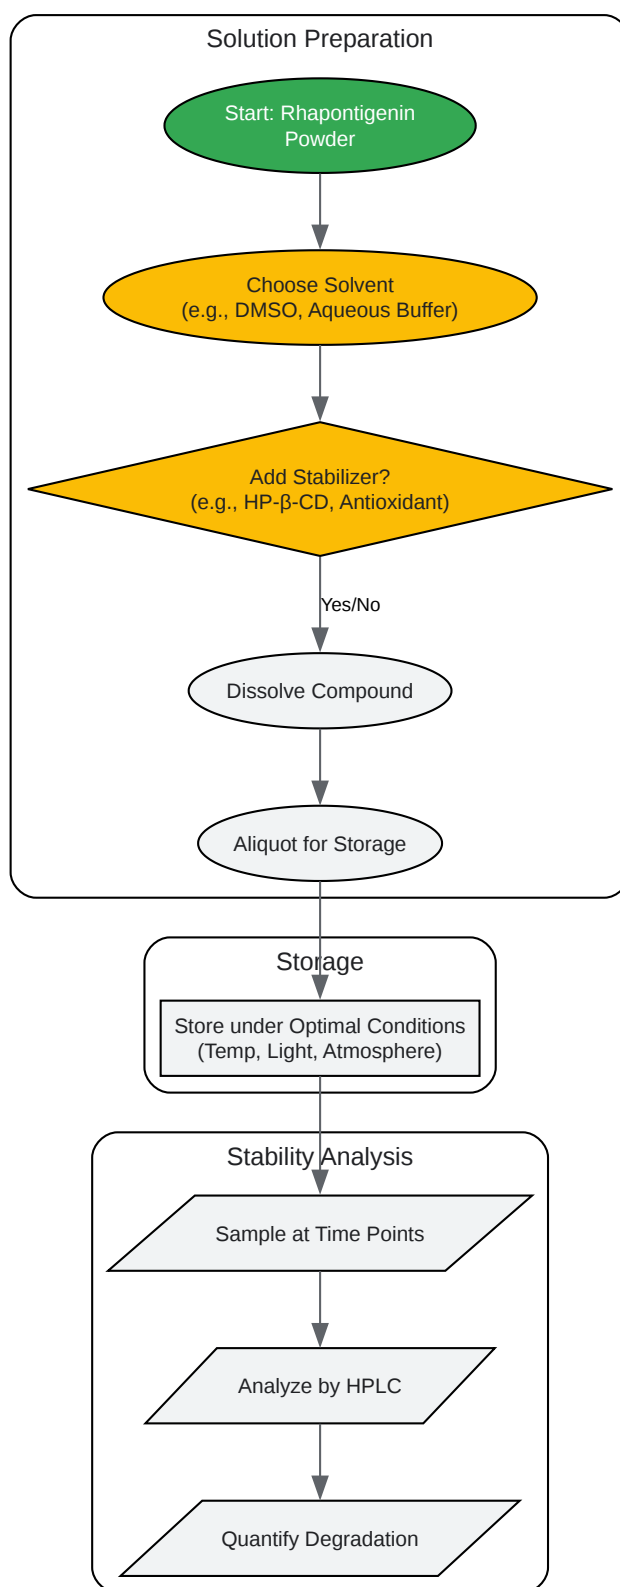 Solution Preparation
Start: Rhapontigenin
Powder
Choose Solvent
(e.g., DMSO, Aqueous Buffer)
Add Stabilizer?
(e.g., HP-β-CD, Antioxidant)
Yes/No
Dissolve Compound
Aliquot for Storage
Storage
Store under Optimal Conditions
(Temp, Light, Atmosphere)
Stability Analysis
Sample at Time Points
Analyze by HPLC
Quantify Degradation